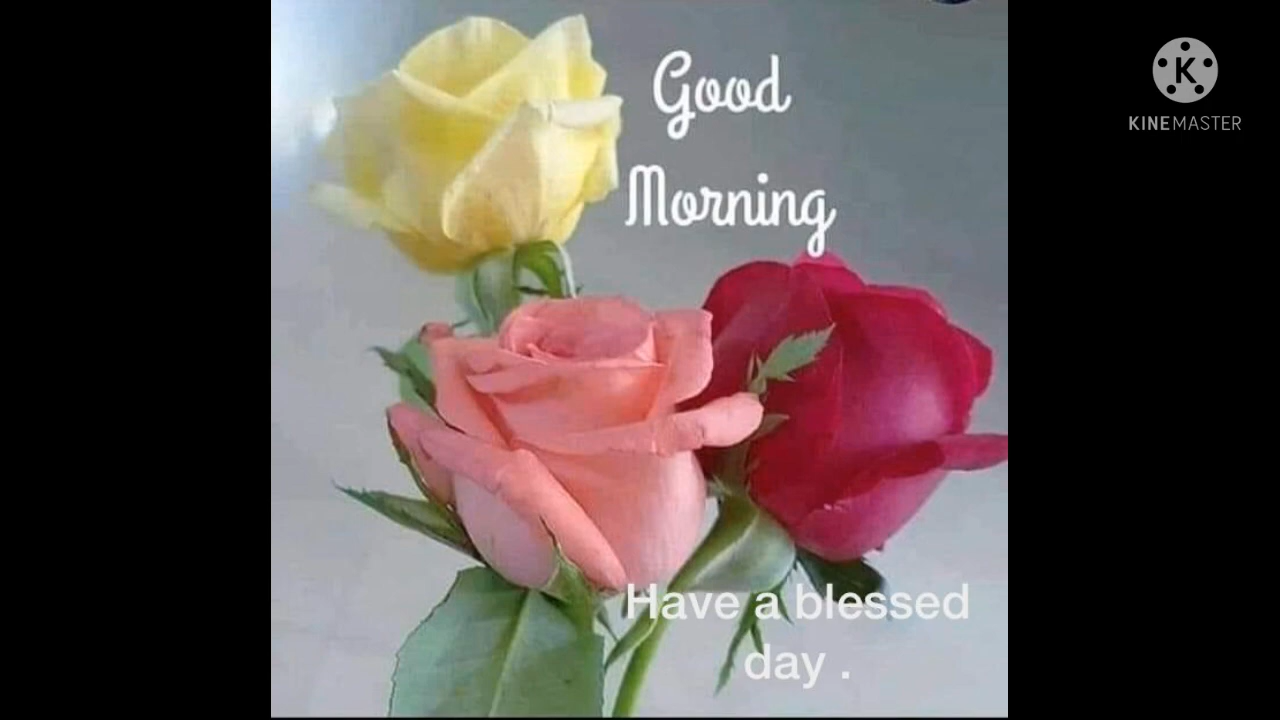 Good
Morning
K
KINEMASTER
Have a blessed
day .